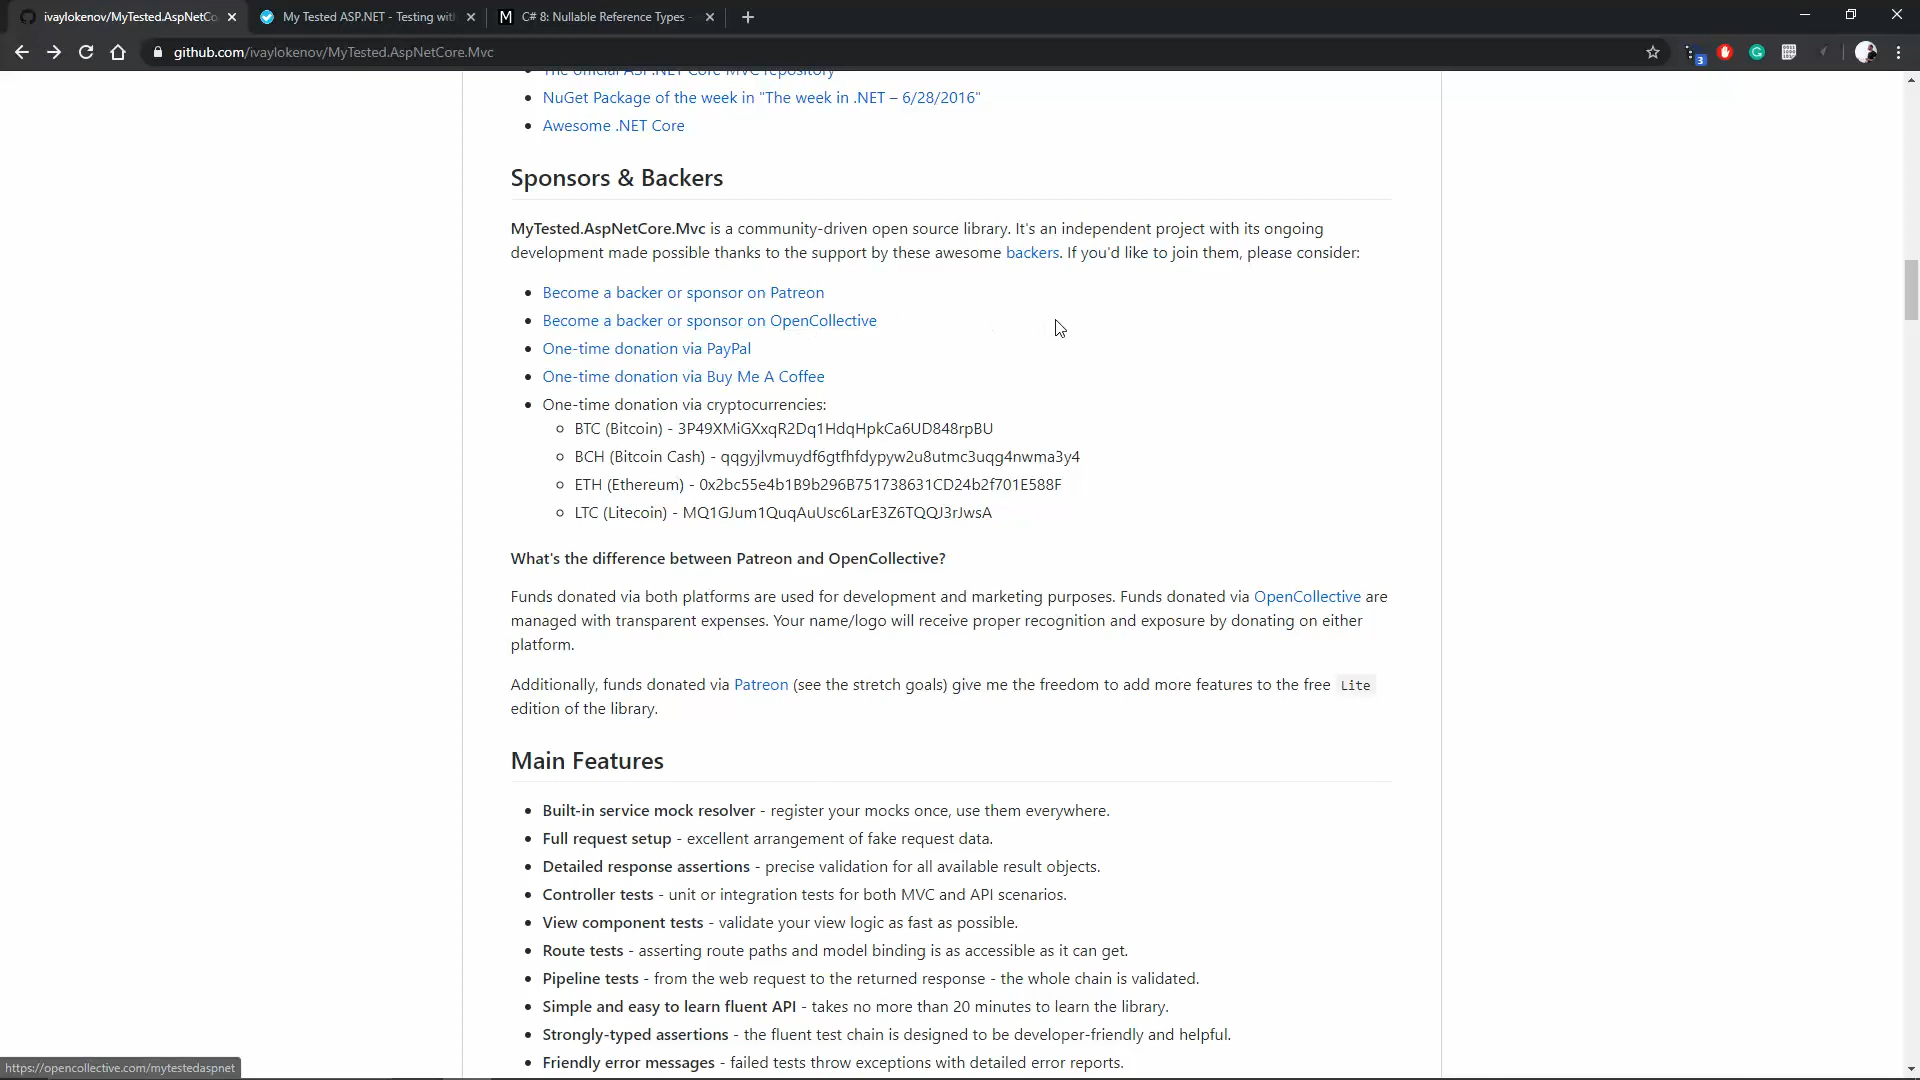 ivaylokenov/MyTested.AspNetCo
My Tested ASP.NET - Testing with
C# 8: Nullable Reference Types -
github.com/ivaylokenov/MyTested.AspNetCore.Mvc
3
The official ASP.NET Core MVC repository
NuGet Package of the week in "The week in .NET – 6/28/2016"
Awesome .NET Core
Sponsors & Backers
MyTested.AspNetCore.Mvc is a community-driven open source library. It's an independent project with its ongoing
development made possible thanks to the support by these awesome backers. If you'd like to join them, please consider:
Become a backer or sponsor on Patreon
Become a backer or sponsor on OpenCollective
One-time donation via PayPal
One-time donation via Buy Me A Coffee
One-time donation via cryptocurrencies:
BTC (Bitcoin) - 3P49XMiGXxqR2Dq1HdqHpkCa6UD848rpBU
BCH (Bitcoin Cash) - qqgyjlvmuydf6gtfhfdypyw2u8utmc3uqg4nwma3y4
ETH (Ethereum) - 0x2bc55e4b1B9b296B751738631CD24b2f701E588F
LTC (Litecoin) - MQ1GJum1QuqAuUsc6LarE3Z6TQQJ3rJwsA
What's the difference between Patreon and OpenCollective?
Funds donated via both platforms are used for development and marketing purposes. Funds donated via OpenCollective are
managed with transparent expenses. Your name/logo will receive proper recognition and exposure by donating on either
platform.
Additionally, funds donated via Patreon (see the stretch goals) give me the freedom to add more features to the free Lite
edition of the library.
Main Features
Built-in service mock resolver - register your mocks once, use them everywhere.
Full request setup - excellent arrangement of fake request data.
Detailed response assertions - precise validation for all available result objects.
Controller tests - unit or integration tests for both MVC and API scenarios.
View component tests - validate your view logic as fast as possible.
Route tests - asserting route paths and model binding is as accessible as it can get.
Pipeline tests - from the web request to the returned response - the whole chain is validated.
Simple and easy to learn fluent API - takes no more than 20 minutes to learn the library.
Strongly-typed assertions - the fluent test chain is designed to be developer-friendly and helpful.
Friendly error messages - failed tests throw exceptions with detailed error reports.
https://opencollective.com/mytestedaspnet